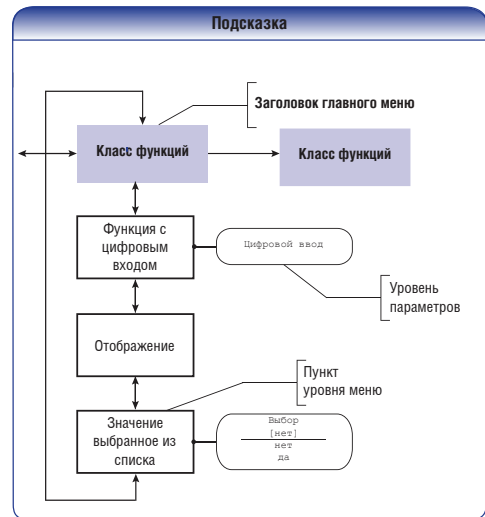 Подсказка
Заголовок главного меню
Класс функций
Класс функций
Функция с
цифровым
входом
Цифровой ввод
Уровень
параметров
Отображение
Пункт
уровня меню
Значение
выбранное из
списка
Выбор
[нет]
нет
да